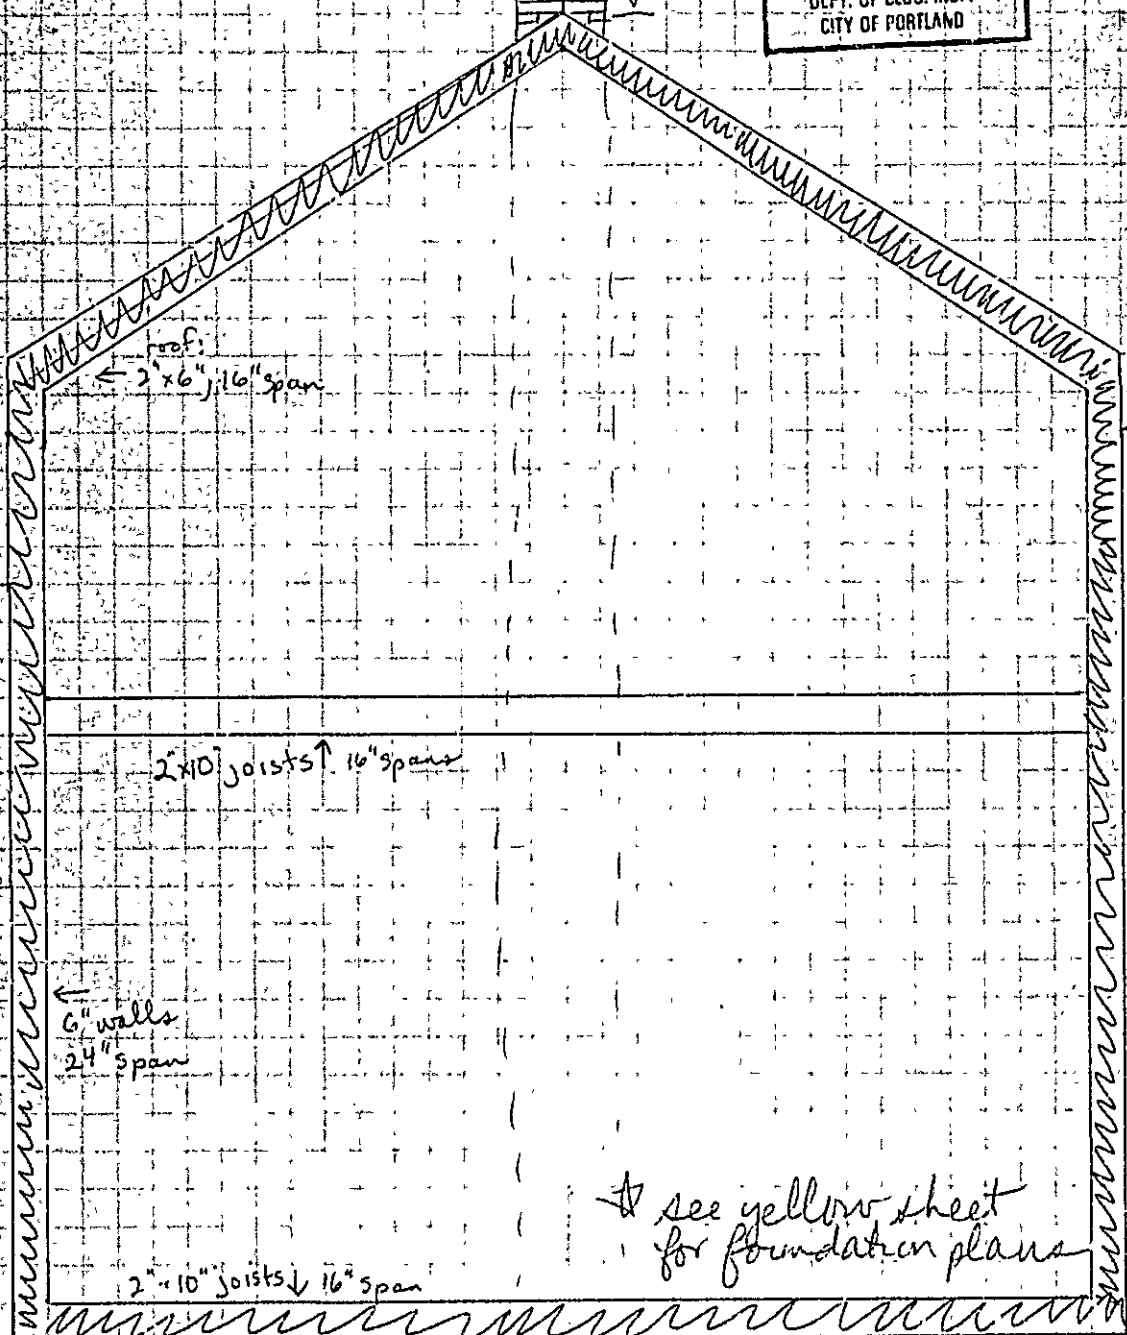 CITY OF PORTLAND
roof:
← 2"x6", 16" span
2"x10" joists ↑ 16" spans
← 6" walls
24" span
see yellow sheet
for foundation plans
2"x10" joists ↓ 16" span